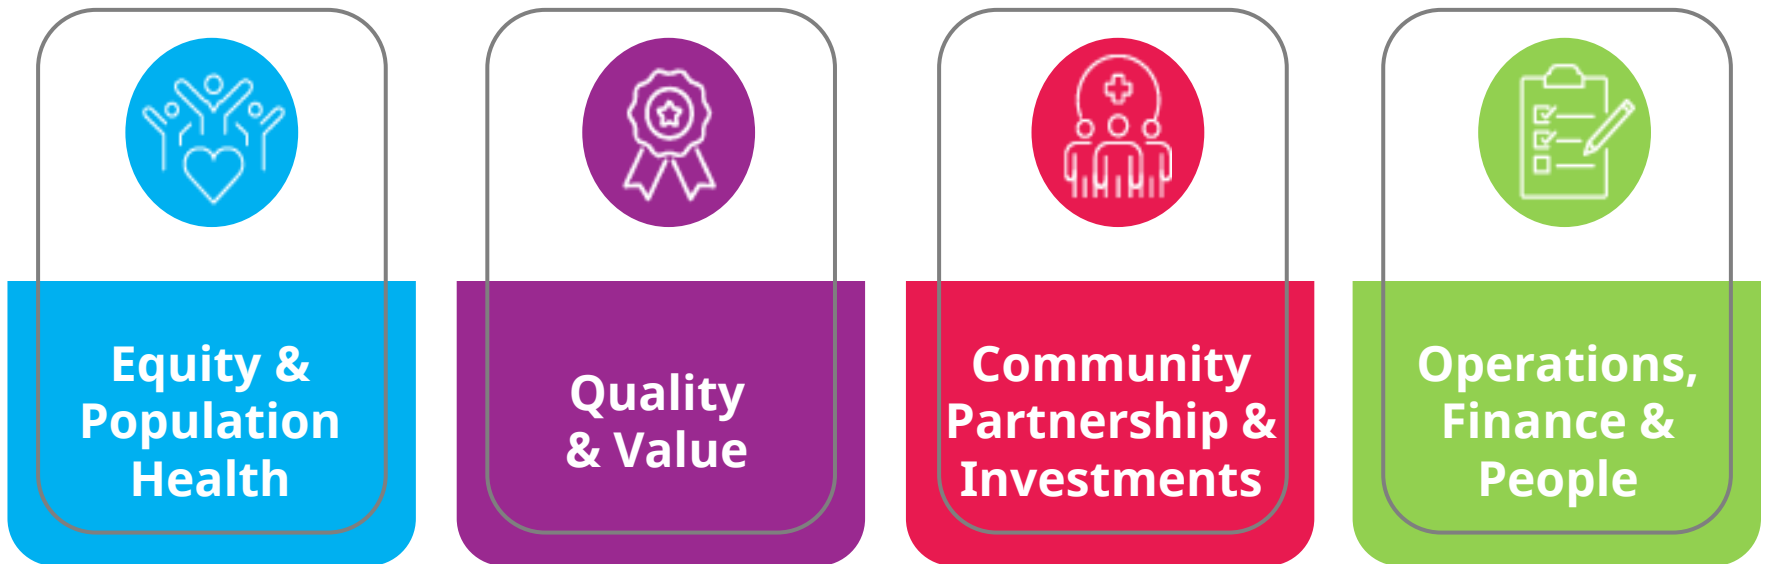 Equity &
Population
Health
Quality
& Value
Community
Partnership &
Investments
Operations,
Finance &
People